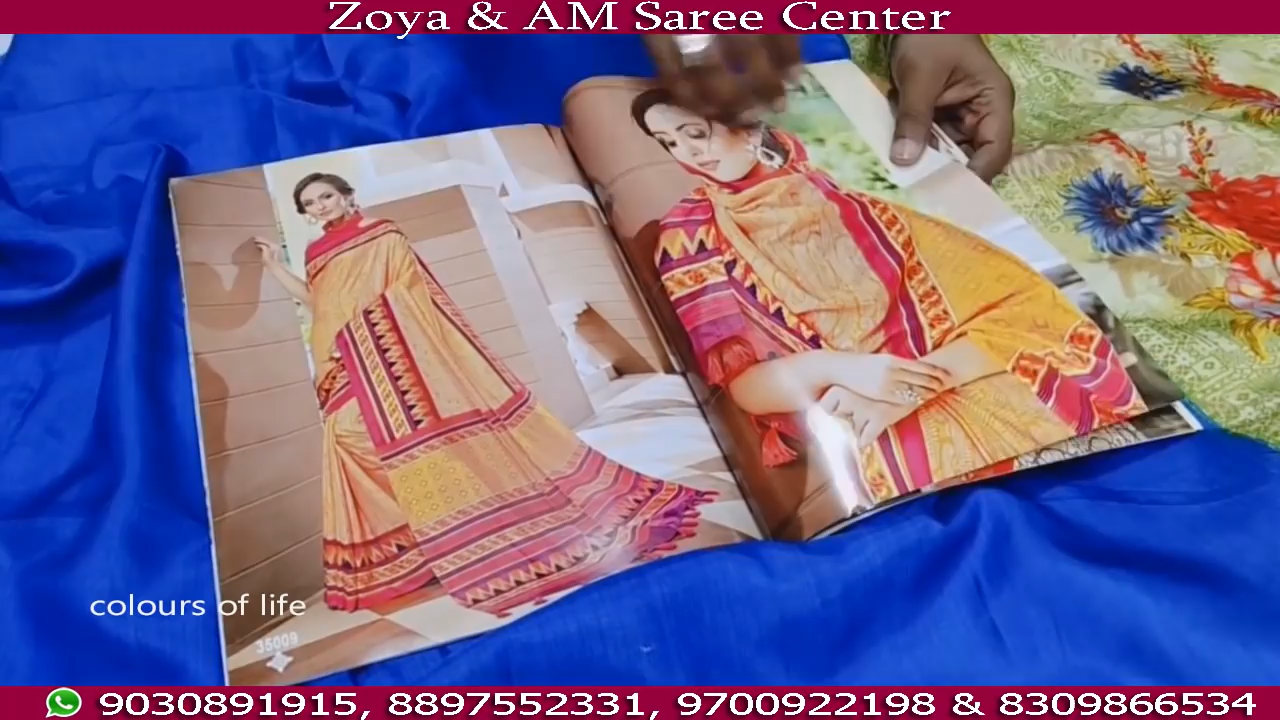 Zoya & AM Saree Center
colours of life
35009
9030891915, 8897552331, 9700922198 & 8309866534